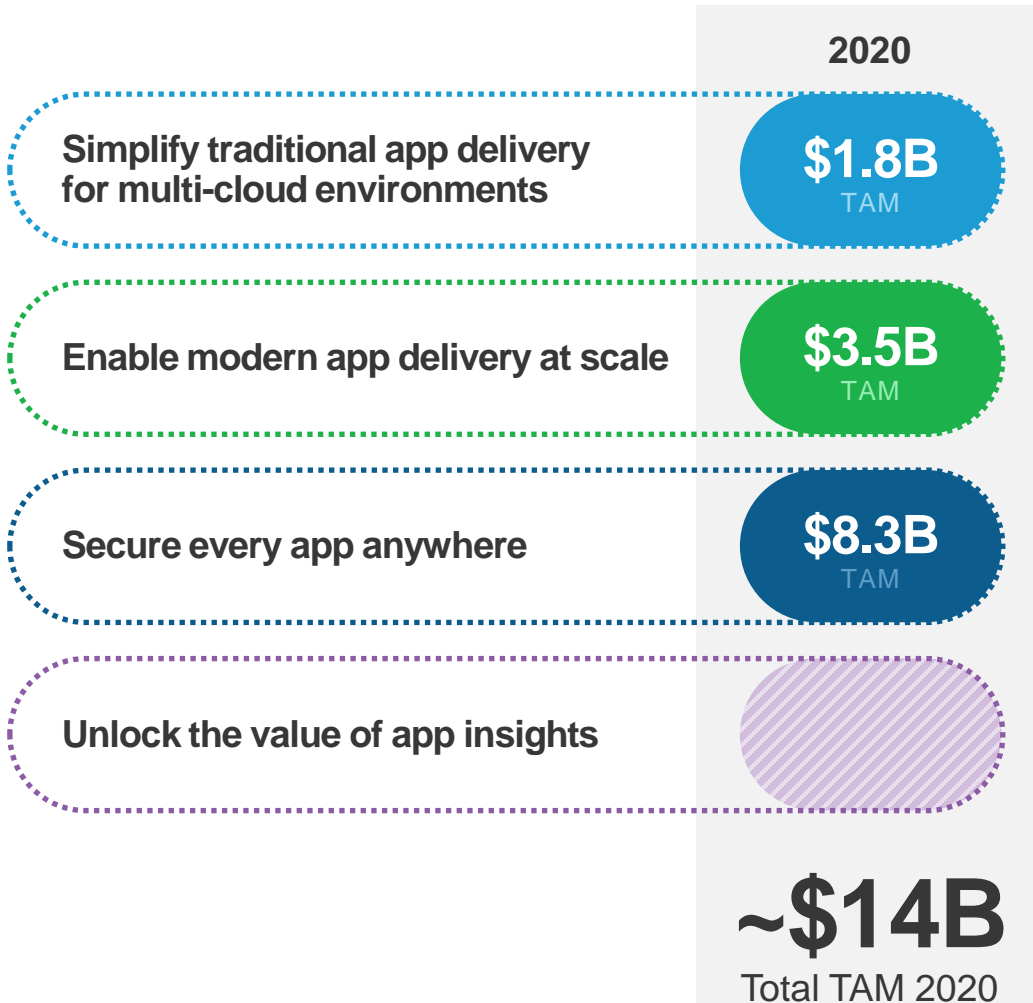 2020
Simplify traditional app delivery
for multi-cloud environments
$1.8B
TAM
Enable modern app delivery at scale
$3.5B
TAM
Secure every app anywhere
$8.3B
TAM
Unlock the value of app insights
~$14B
Total TAM 2020